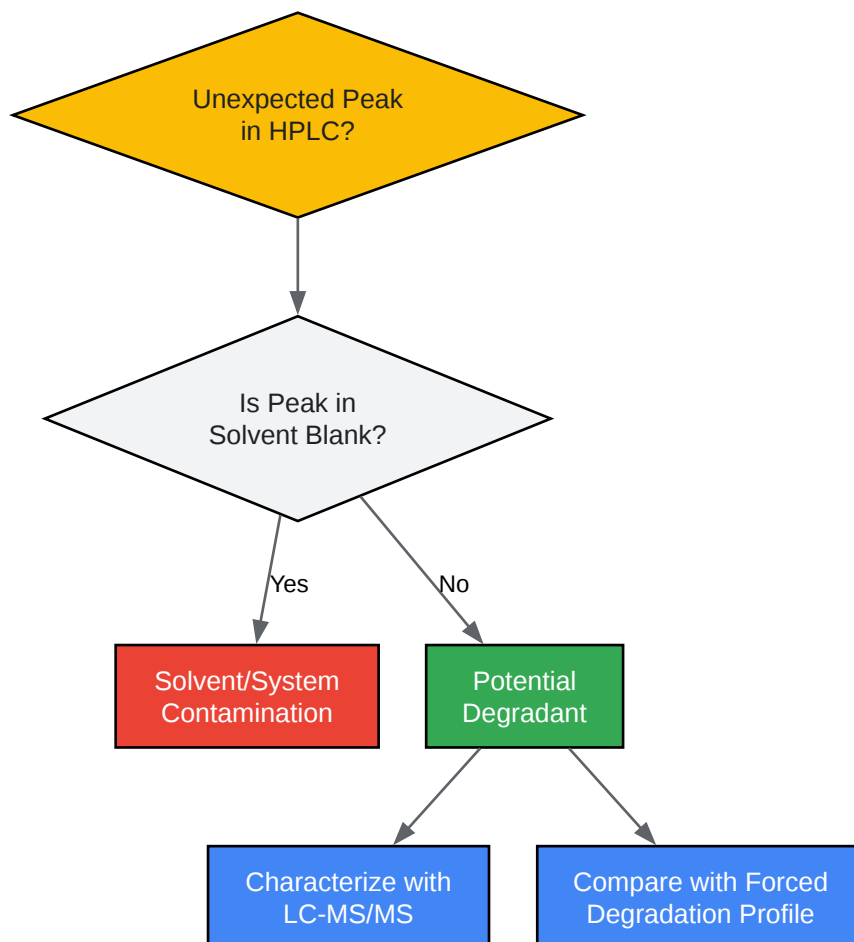 Unexpected Peak
in HPLC?
Is Peak in
Solvent Blank?
Yes
No
Solvent/System
Contamination
Potential
Degradant
Characterize with
LC-MS/MS
Compare with Forced
Degradation Profile